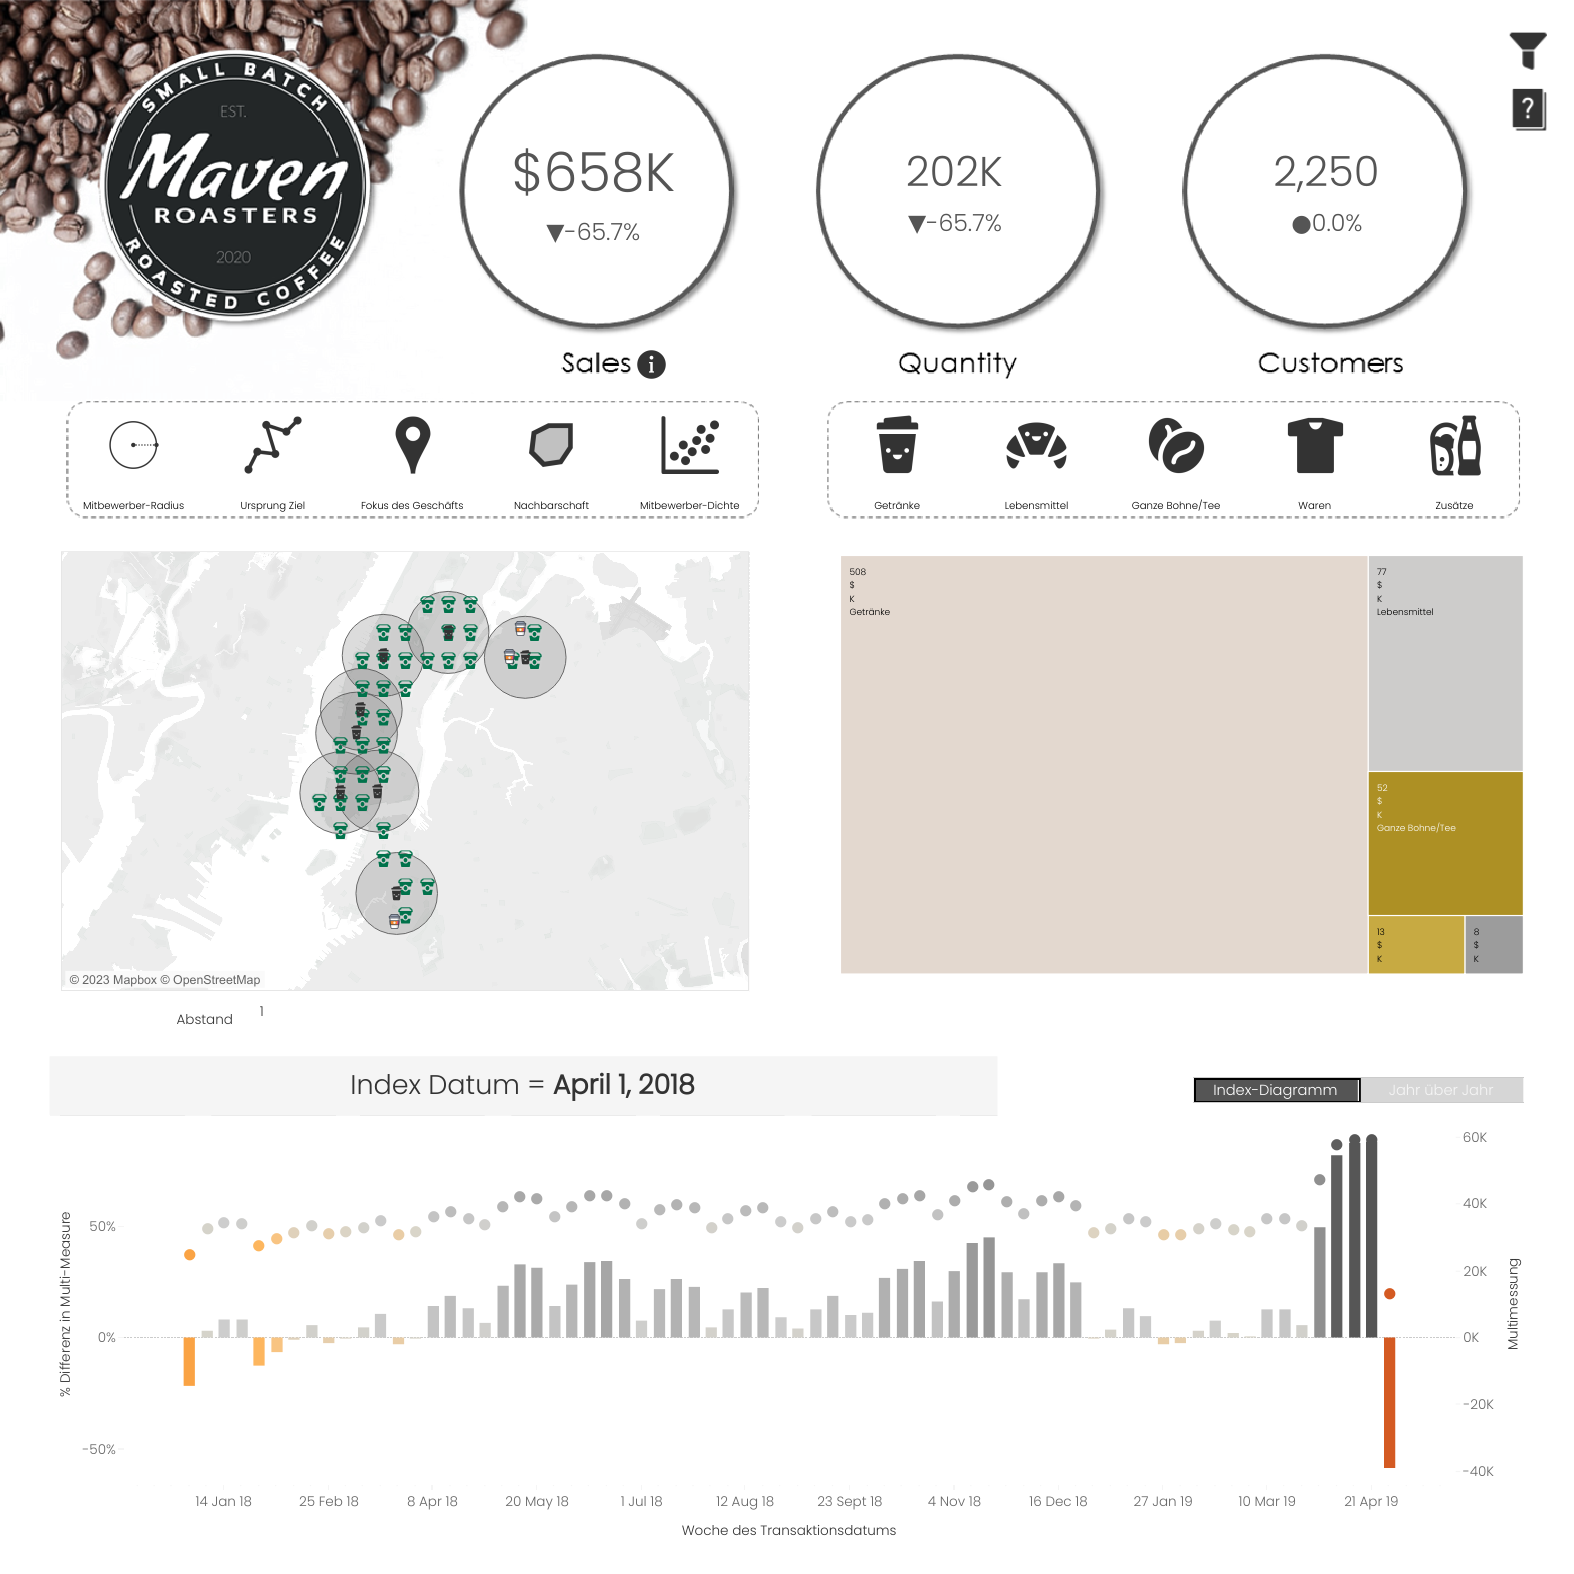 SMALL BATCH
EST.
Maven
ROASTERS
2020
ROASTED COFFEE
$658K
▼-65.7%
Sales i
202K
▼-65.7%
Quantity
2,250
●0.0%
Customers
?
Mitbewerber-Radius
Ursprung Ziel
Fokus des Geschäfts
Nachbarschaft
Mitbewerber-Dichte
Getränke
Lebensmittel
Ganze Bohne/Tee
Waren
Zusätze
© 2023 Mapbox © OpenStreetMap
Abstand
1
508
$
K
Getränke
77
$
K
Lebensmittel
52
$
K
Ganze Bohne/Tee
13
$
K
8
$
K
Index Datum = April 1, 2018
Index-Diagramm
Jahr über Jahr
% Differenz in Multi-Measure
50%
0%
-50%
60K
40K
20K
0K
-20K
-40K
Multimessung
14 Jan 18
25 Feb 18
8 Apr 18
20 May 18
1 Jul 18
12 Aug 18
23 Sept 18
4 Nov 18
16 Dec 18
27 Jan 19
10 Mar 19
21 Apr 19
Woche des Transaktionsdatums